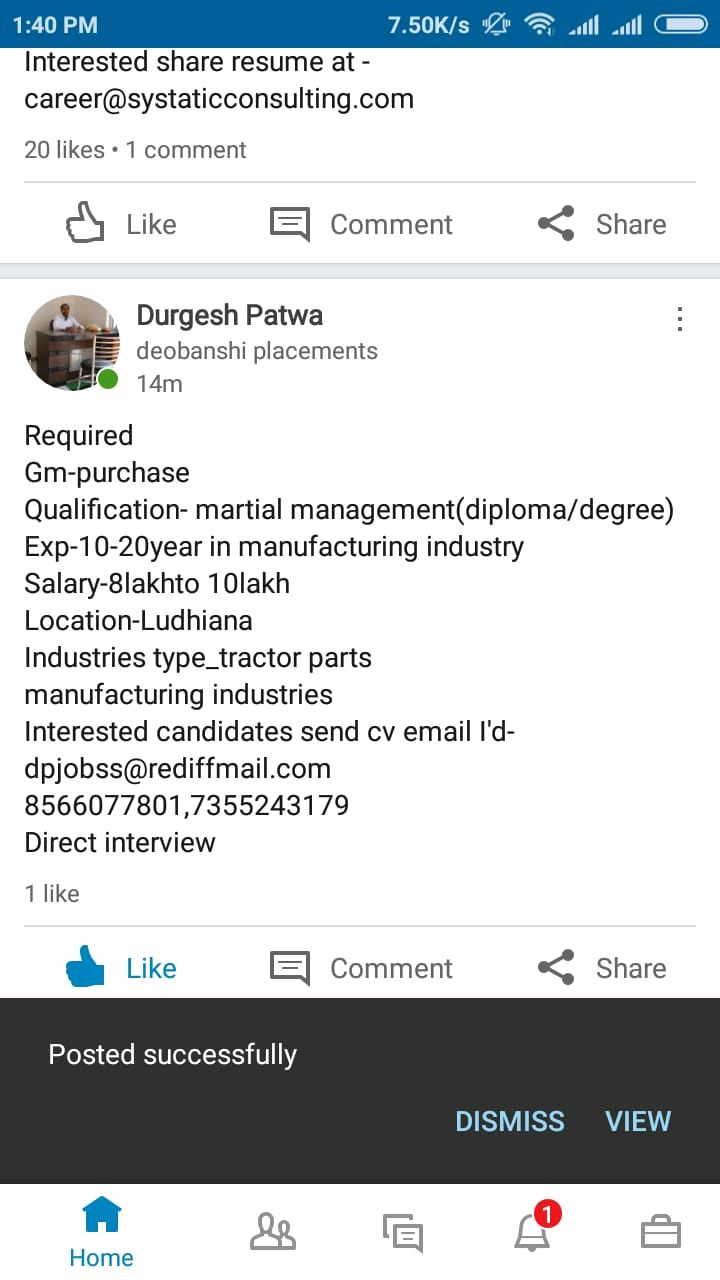 1:40 PM 7.50K/s
Interested share resume at -
career@systaticconsulting.com
20 likes • 1 comment
Like Comment Share
Durgesh Patwa
deobanshi placements
14m
Required
Gm-purchase
Qualification- martial management(diploma/degree)
Exp-10-20year in manufacturing industry
Salary-8lakhto 10lakh
Location-Ludhiana
Industries type_tractor parts
manufacturing industries
Interested candidates send cv email I'd-
dpjobss@rediffmail.com
8566077801,7355243179
Direct interview
1 like
Like Comment Share
Posted successfully
DISMISS VIEW
1
Home